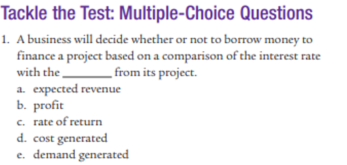 Tackle the Test: Multiple-Choice Questions
1. A business will decide whether or not to borrow money to
finance a project based on a comparison of the interest rate
with the ________ from its project.
a. expected revenue
b. profit
c. rate of return
d. cost generated
e. demand generated